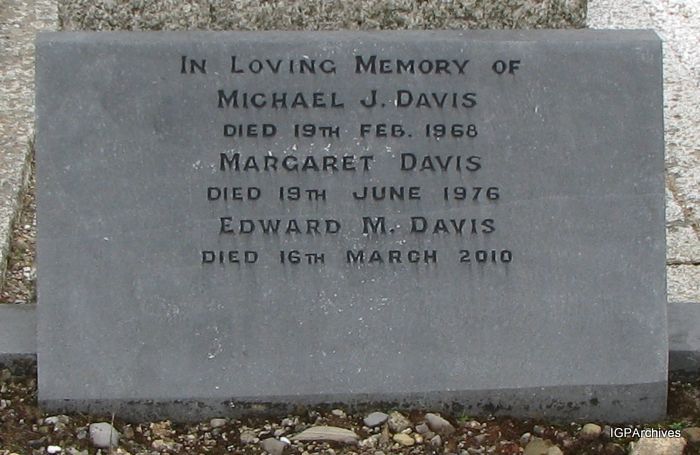 In Loving Memory of
Michael J. Davis
died 19th Feb. 1968
Margaret Davis
died 19th June 1976
Edward M. Davis
died 16th March 2010
IGPArchives